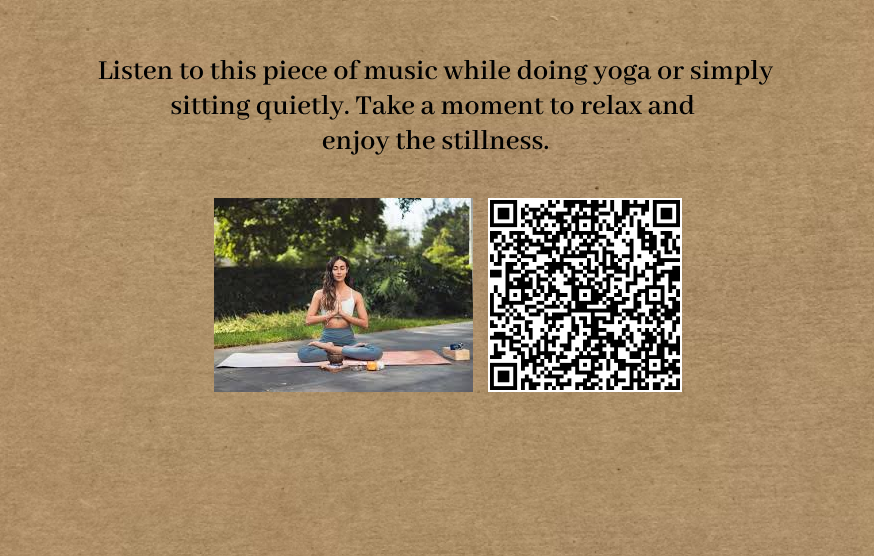 Listen to this piece of music while doing yoga or simply
sitting quietly. Take a moment to relax and
enjoy the stillness.